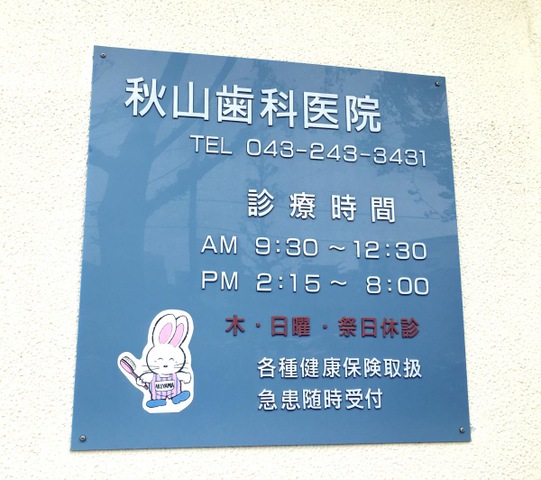 秋山歯科医院
TEL 043-243-3431
診療時間
AM 9:30 ~ 12:30
PM 2:15 ~ 8:00
木・日曜・祭日休診
各種健康保険取扱
急患随時受付
AKIYAMA